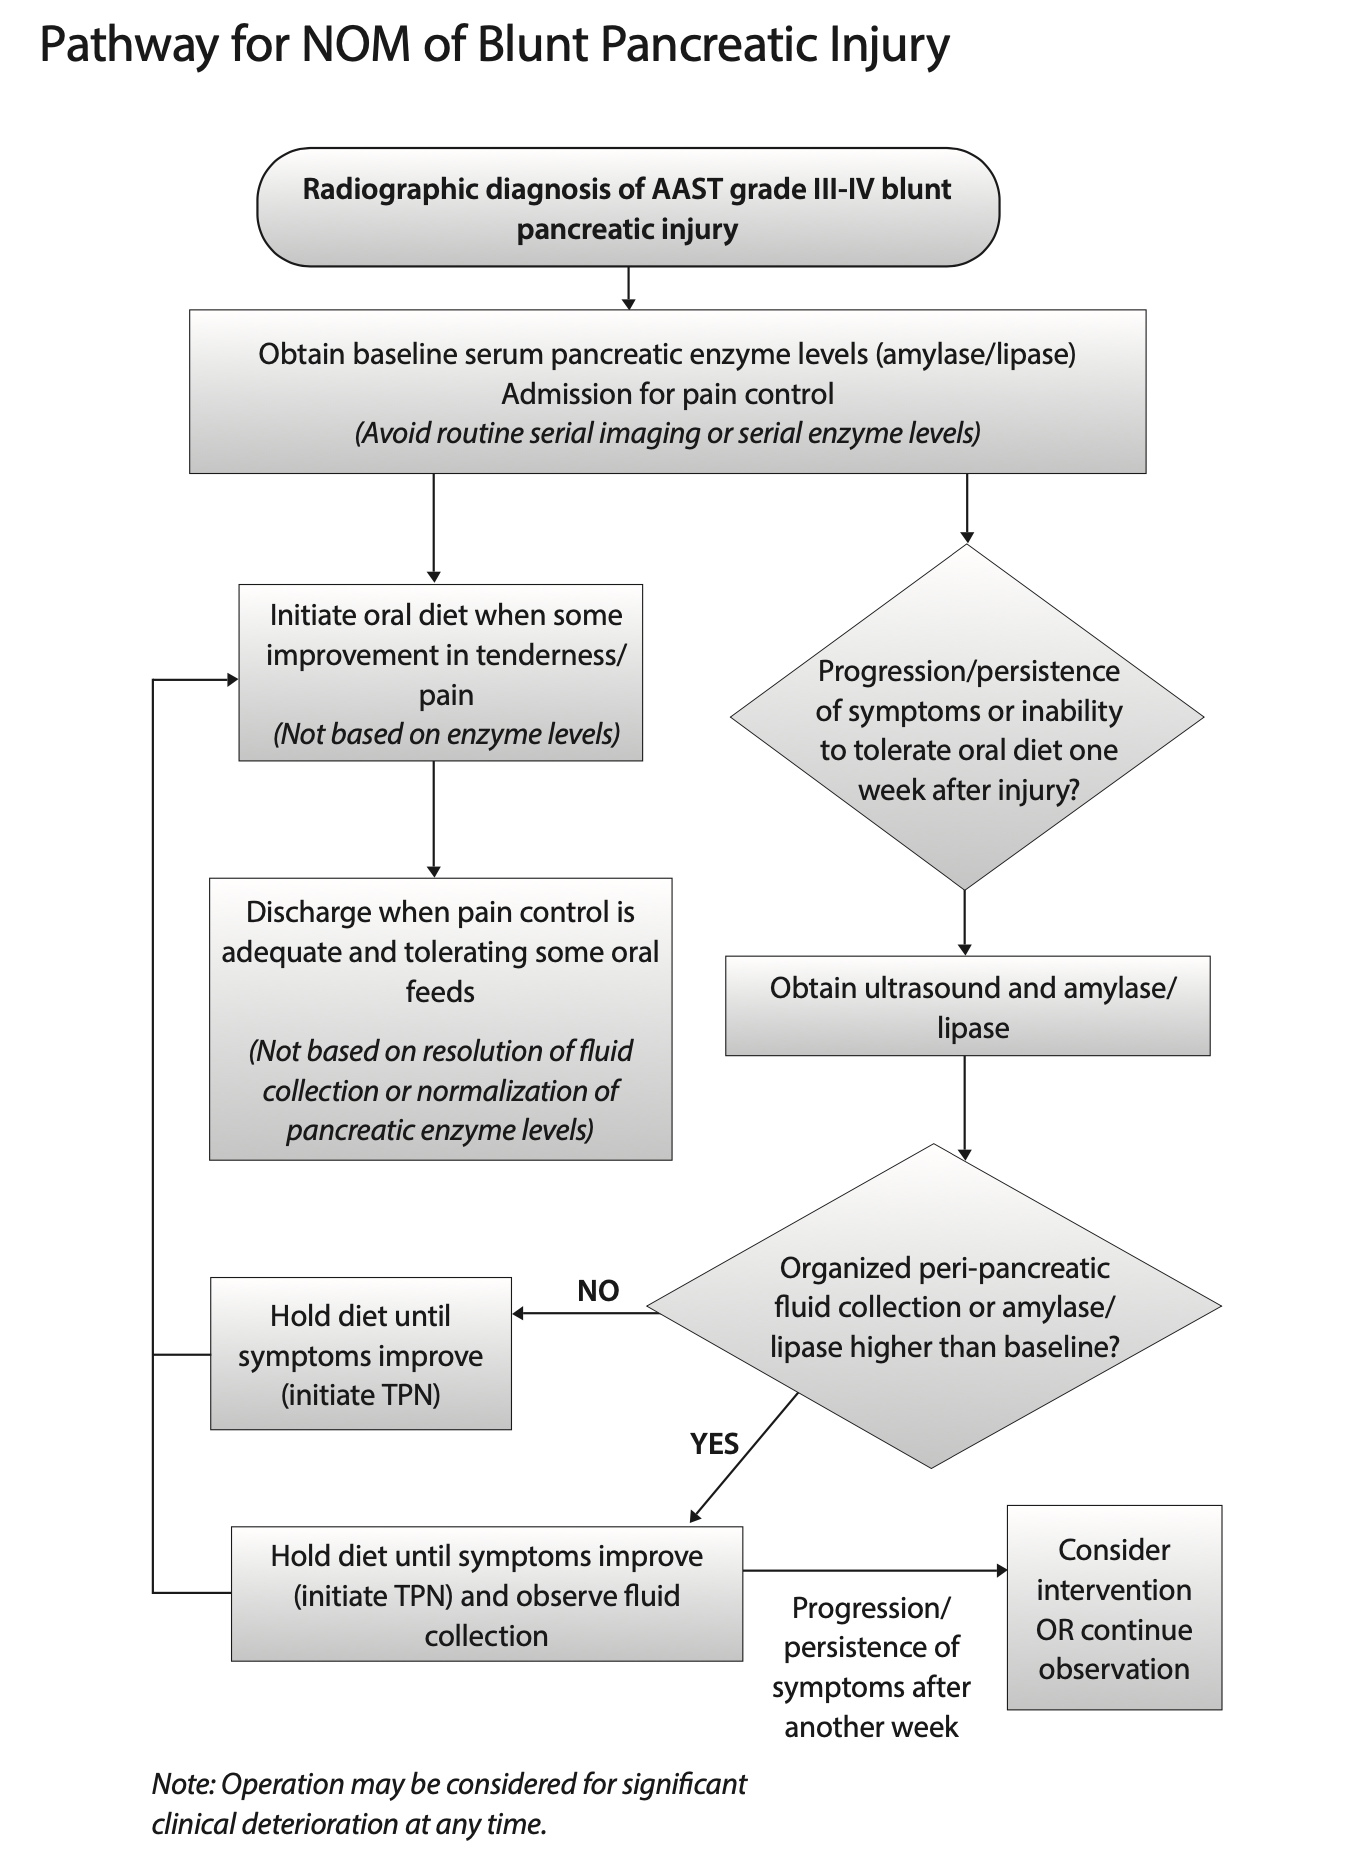 Pathway for NOM of Blunt Pancreatic Injury
Radiographic diagnosis of AAST grade III-IV blunt
pancreatic injury
Obtain baseline serum pancreatic enzyme levels (amylase/lipase)
Admission for pain control
(Avoid routine serial imaging or serial enzyme levels)
Initiate oral diet when some
improvement in tenderness/
pain
(Not based on enzyme levels)
Progression/persistence
of symptoms or inability
to tolerate oral diet one
week after injury?
Discharge when pain control is
adequate and tolerating some oral
feeds
(Not based on resolution of fluid
collection or normalization of
pancreatic enzyme levels)
Obtain ultrasound and amylase/
lipase
Organized peri-pancreatic
fluid collection or amylase/
lipase higher than baseline?
NO
Hold diet until
symptoms improve
(initiate TPN)
YES
Hold diet until symptoms improve
(initiate TPN) and observe fluid
collection
Progression/
persistence of
symptoms after
another week
Consider
intervention
OR continue
observation
Note: Operation may be considered for significant
clinical deterioration at any time.